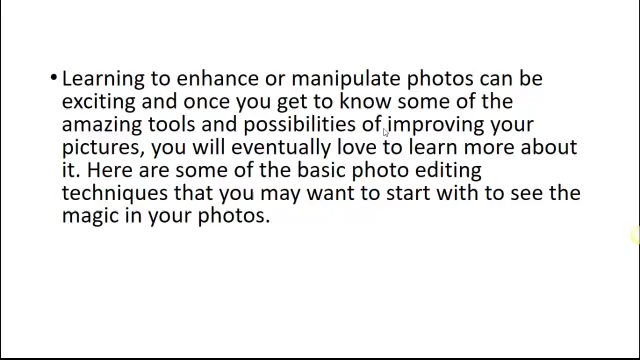 • Learning to enhance or manipulate photos can be
exciting and once you get to know some of the
amazing tools and possibilities of improving your
pictures, you will eventually love to learn more about
it. Here are some of the basic photo editing
techniques that you may want to start with to see the
magic in your photos.